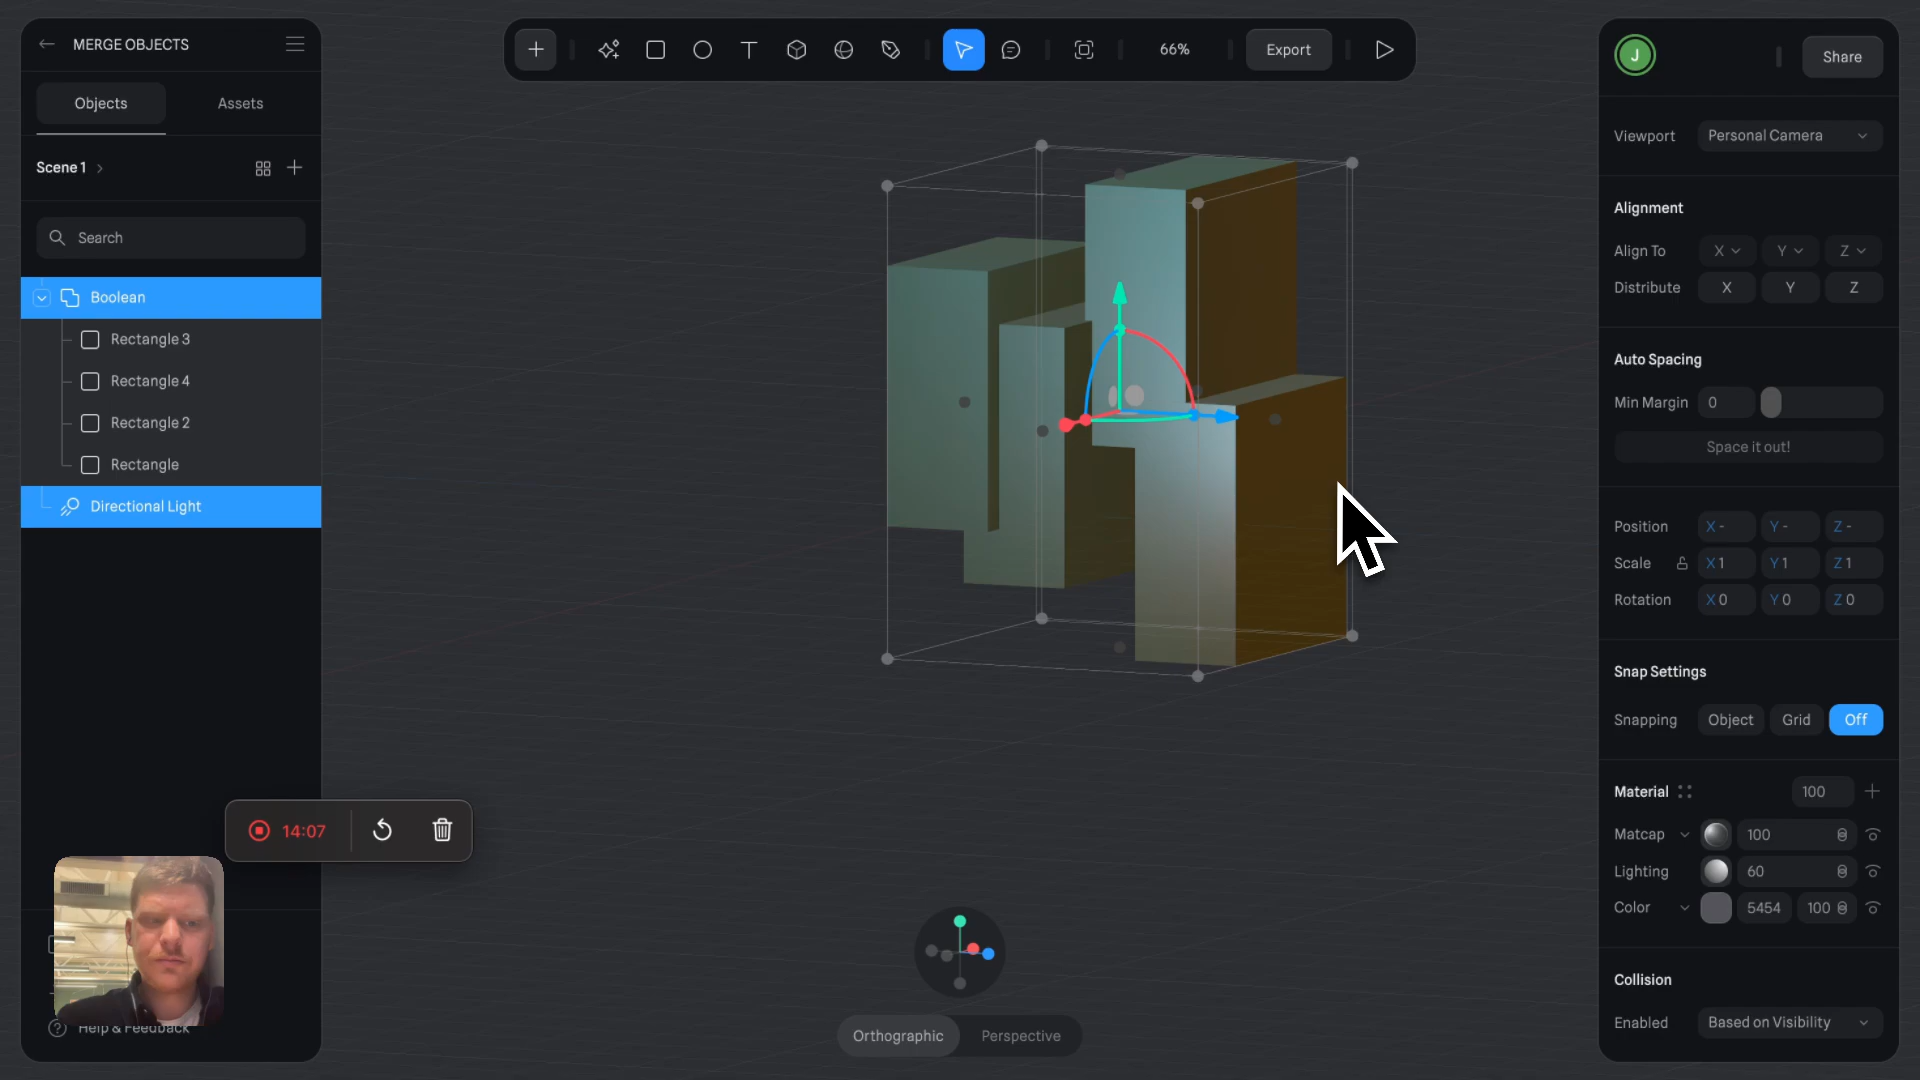 MERGE OBJECTS
Objects
Assets
Scene 1
Search
Boolean
Rectangle 3
Rectangle 4
Rectangle 2
Rectangle
Directional Light
14:07
Help & Feedback
T
66%
Export
Orthographic
Perspective
J
Share
Viewport
Personal Camera
Alignment
Align To
X
Y
Z
Distribute
X
Y
Z
Auto Spacing
Min Margin
0
Space it out!
Position
X -
Y -
Z -
Scale
X 1
Y 1
Z 1
Rotation
X 0
Y 0
Z 0
Snap Settings
Snapping
Object
Grid
Off
Material
100
Matcap
100
Lighting
60
Color
5454
100
Collision
Enabled
Based on Visibility